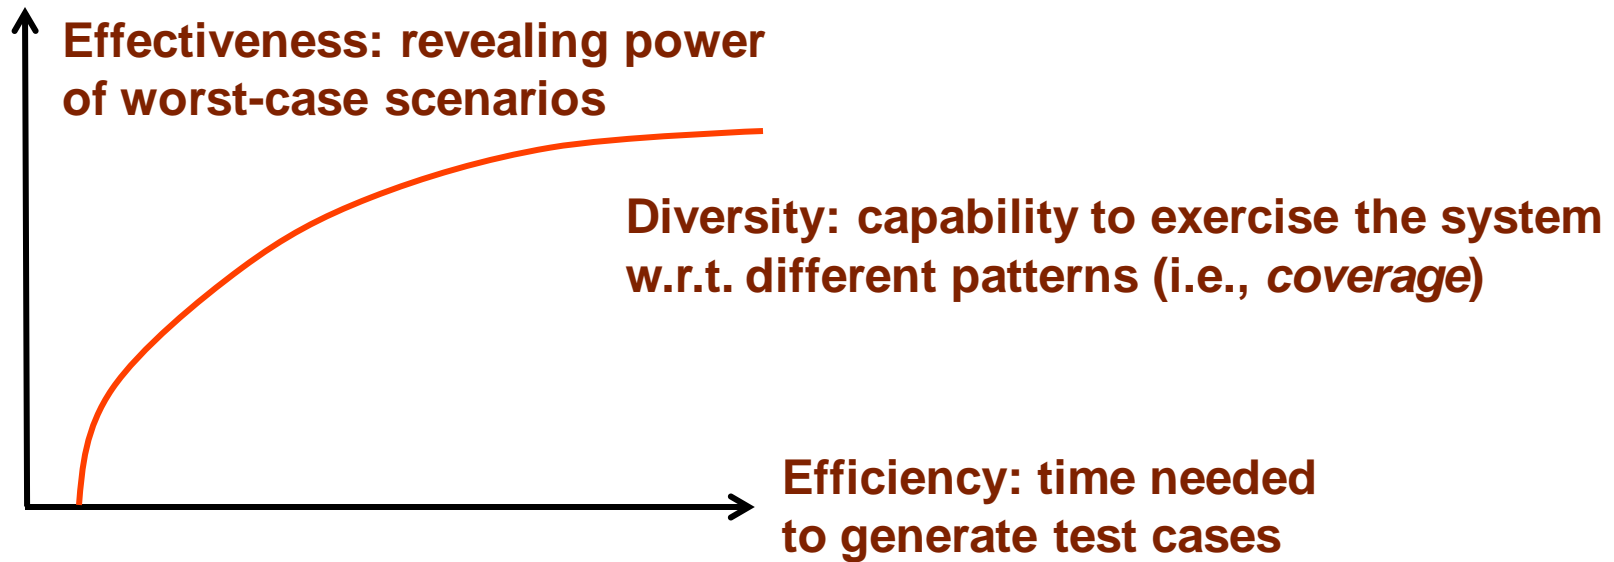 Effectiveness: revealing power
of worst-case scenarios
Diversity: capability to exercise the system
w.r.t. different patterns (i.e., coverage)
Efficiency: time needed
to generate test cases